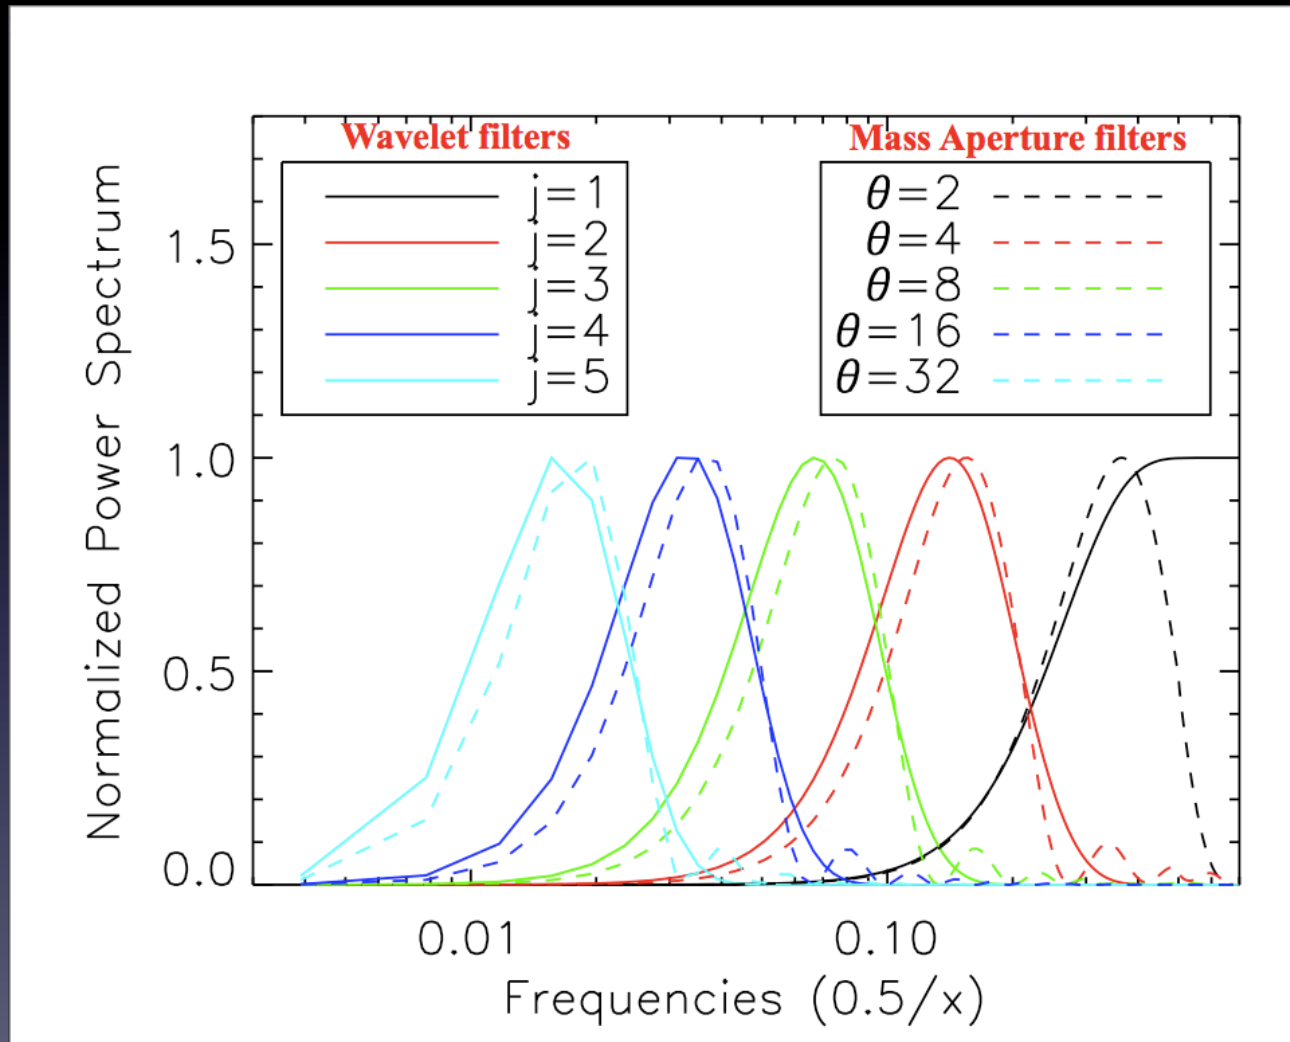 Wavelet filters
j=1
j=2
j=3
j=4
j=5
Mass Aperture filters
θ=2
θ=4
θ=8
θ=16
θ=32
Normalized Power Spectrum
1.5
1.0
0.5
0.0
0.01
0.10
Frequencies (0.5/x)